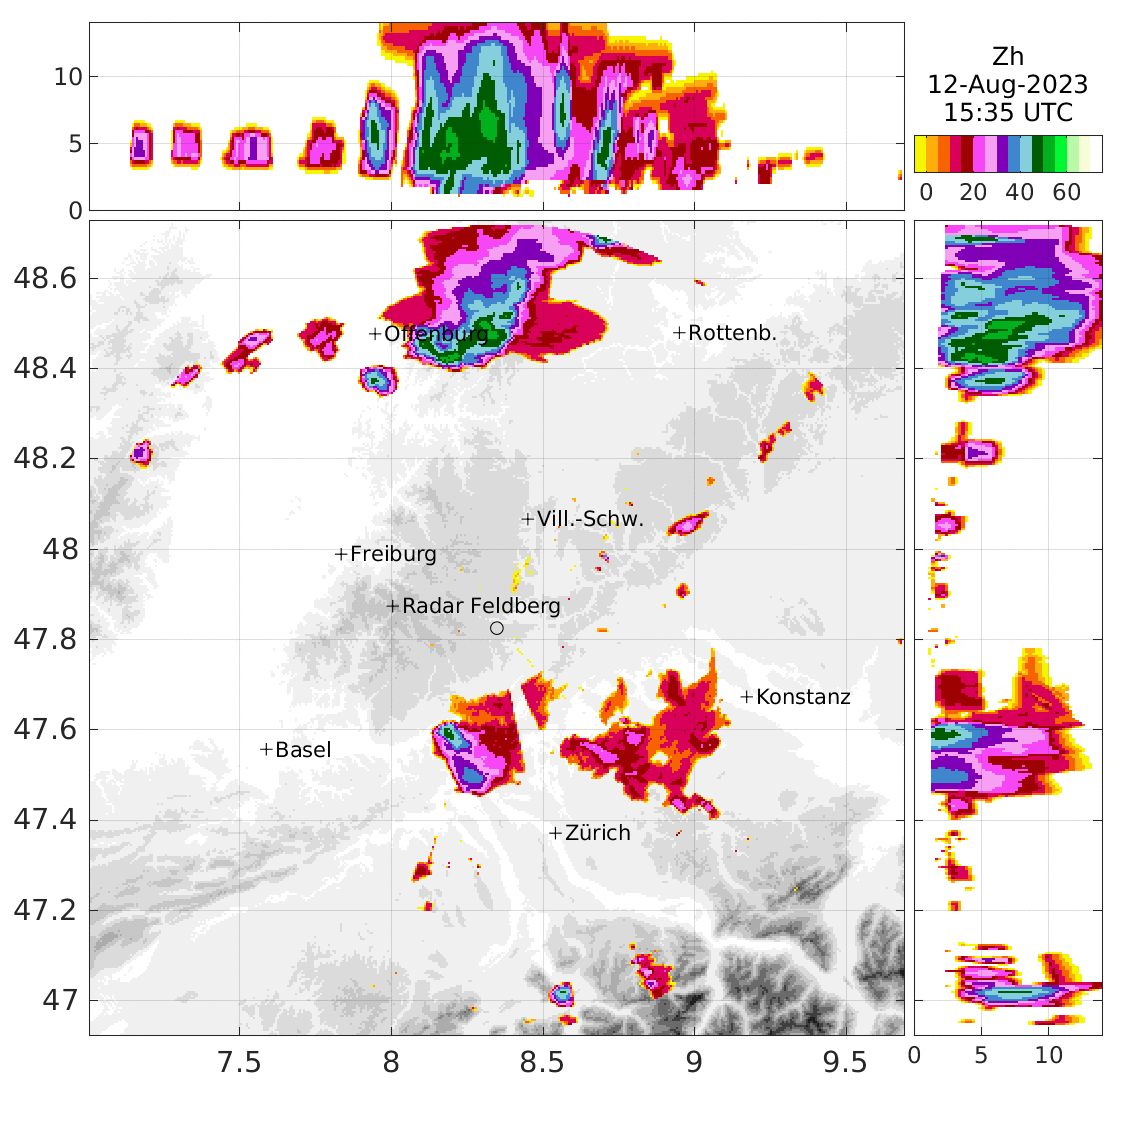 10
5
0
Zh
12-Aug-2023
15:35 UTC
0
20
40
60
48.6
48.4
48.2
48
47.8
47.6
47.4
47.2
47
+Offenburg
+Rottenb.
+Vill.-Schw.
+Freiburg
+Radar Feldberg
+Konstanz
+Basel
+Zürich
7.5
8
8.5
9
9.5
0
5
10